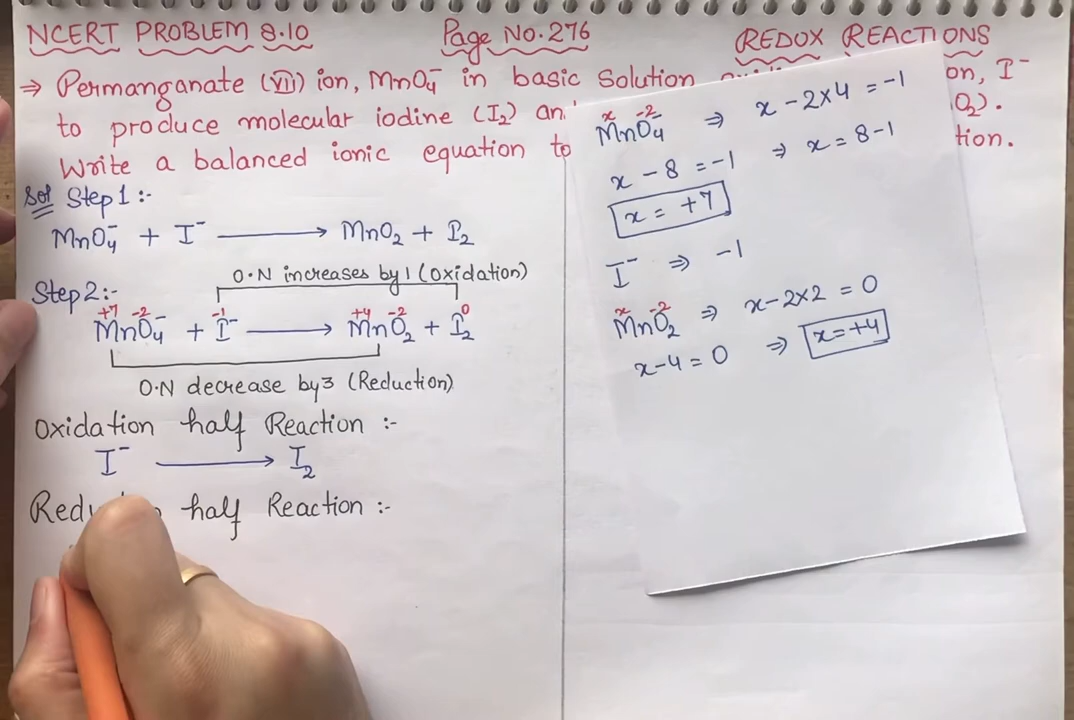 NCERT PROBLEM 8.10 Page No. 276 REDOX REACTIONS
⇒ Permanganate (VII) ion, MnO₄⁻ in basic solution on, I⁻
to produce molecular iodine (I₂) an O₂).
Write a balanced ionic equation to tion.
Sol Step 1:-
MnO₄⁻ + I⁻ ⟶ MnO₂ + I₂
O.N increases by 1 (Oxidation)
Step 2:-
+7 -2 -1 +4 -2 0
MnO₄⁻ + I⁻ ⟶ MnO₂ + I₂
O.N decrease by 3 (Reduction)
Oxidation half Reaction :-
I⁻ ⟶ I₂
Red half Reaction :-
x -2
MnO₄⁻ ⇒ x - 2×4 = -1
x - 8 = -1 ⇒ x = 8-1
x = +7
I⁻ ⇒ -1
x -2
MnO₂ ⇒ x - 2×2 = 0
x-4 = 0 ⇒ x = +4